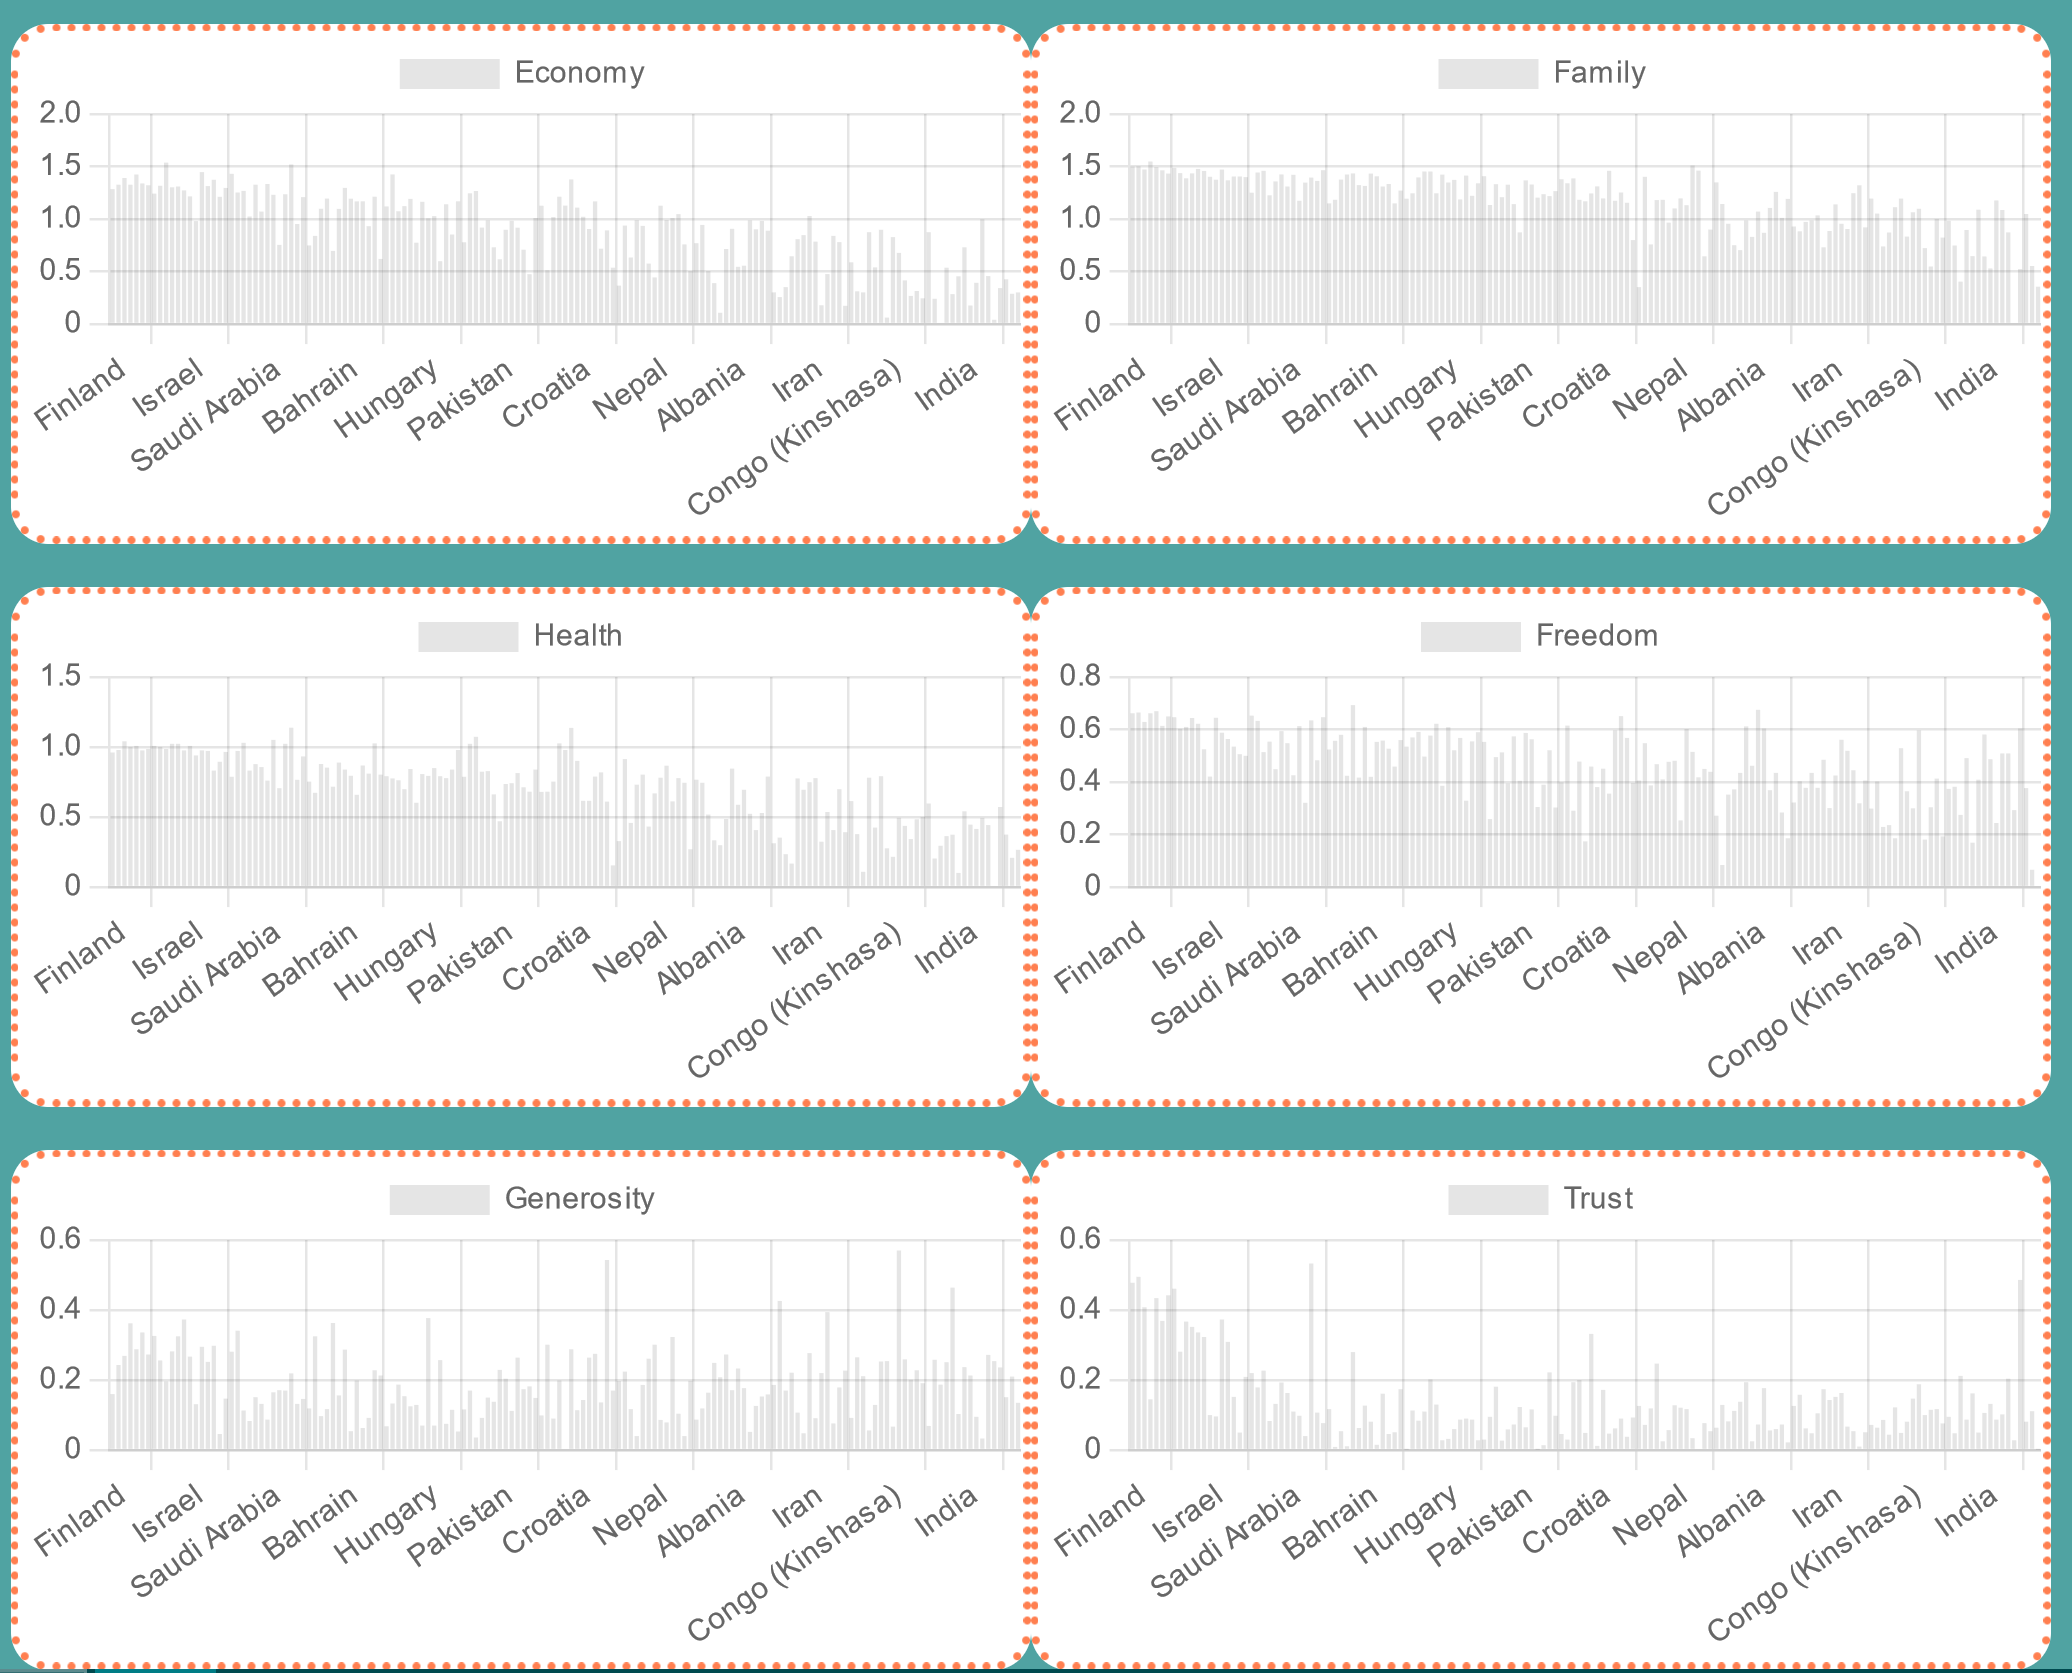 Economy
2.0
1.5
1.0
0.5
0
Finland
Israel
Saudi Arabia
Bahrain
Hungary
Pakistan
Croatia
Nepal
Albania
Iran
Congo (Kinshasa)
India
Family
2.0
1.5
1.0
0.5
0
Finland
Israel
Saudi Arabia
Bahrain
Hungary
Pakistan
Croatia
Nepal
Albania
Iran
Congo (Kinshasa)
India
Health
1.5
1.0
0.5
0
Finland
Israel
Saudi Arabia
Bahrain
Hungary
Pakistan
Croatia
Nepal
Albania
Iran
Congo (Kinshasa)
India
Freedom
0.8
0.6
0.4
0.2
0
Finland
Israel
Saudi Arabia
Bahrain
Hungary
Pakistan
Croatia
Nepal
Albania
Iran
Congo (Kinshasa)
India
Generosity
0.6
0.4
0.2
0
Finland
Israel
Saudi Arabia
Bahrain
Hungary
Pakistan
Croatia
Nepal
Albania
Iran
Congo (Kinshasa)
India
Trust
0.6
0.4
0.2
0
Finland
Israel
Saudi Arabia
Bahrain
Hungary
Pakistan
Croatia
Nepal
Albania
Iran
Congo (Kinshasa)
India